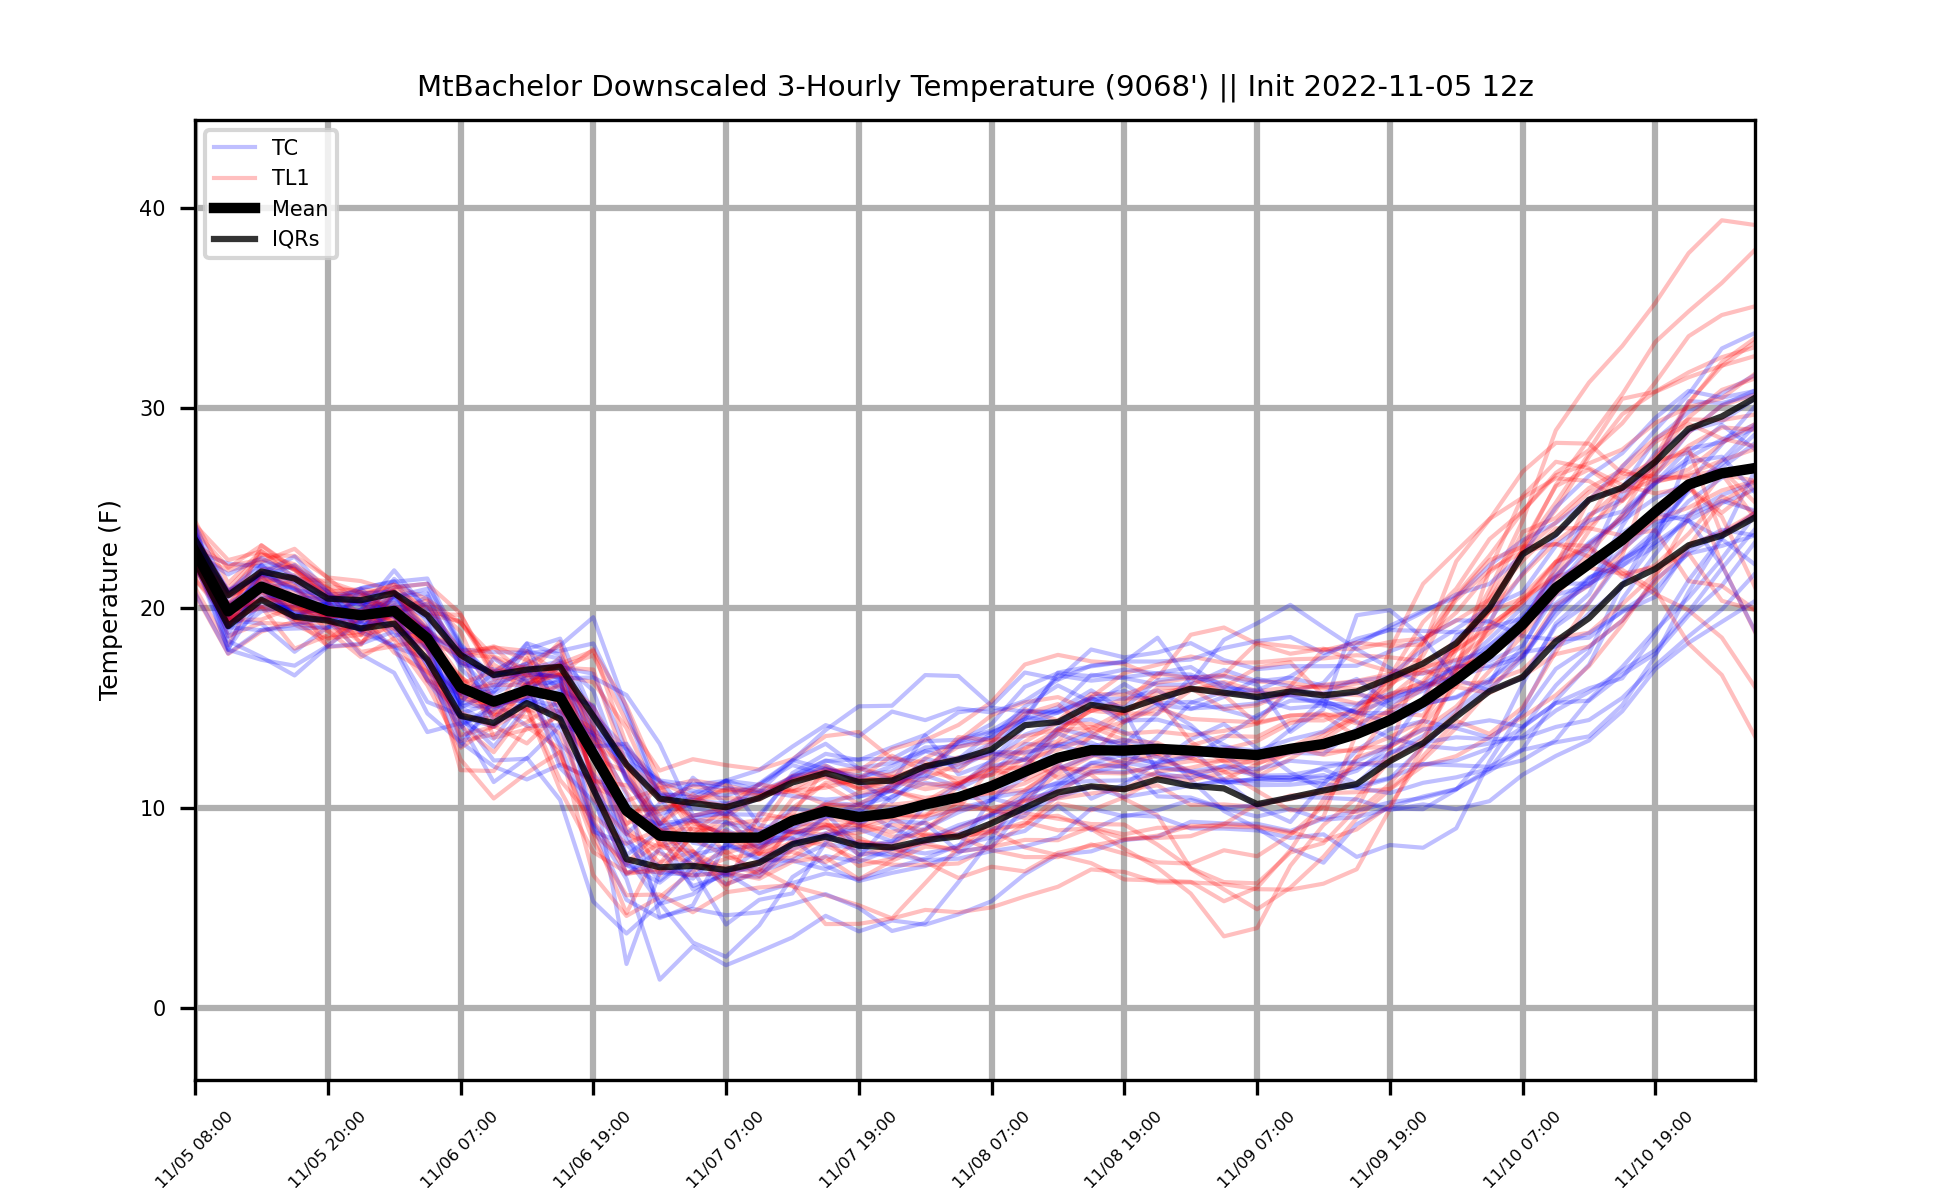 MtBachelor Downscaled 3-Hourly Temperature (9068') || Init 2022-11-05 12z
TC
TL1
Mean
IQRs
Temperature (F)
40
30
20
10
0
11/05 08:00
11/05 20:00
11/06 07:00
11/06 19:00
11/07 07:00
11/07 19:00
11/08 07:00
11/08 19:00
11/09 07:00
11/09 19:00
11/10 07:00
11/10 19:00